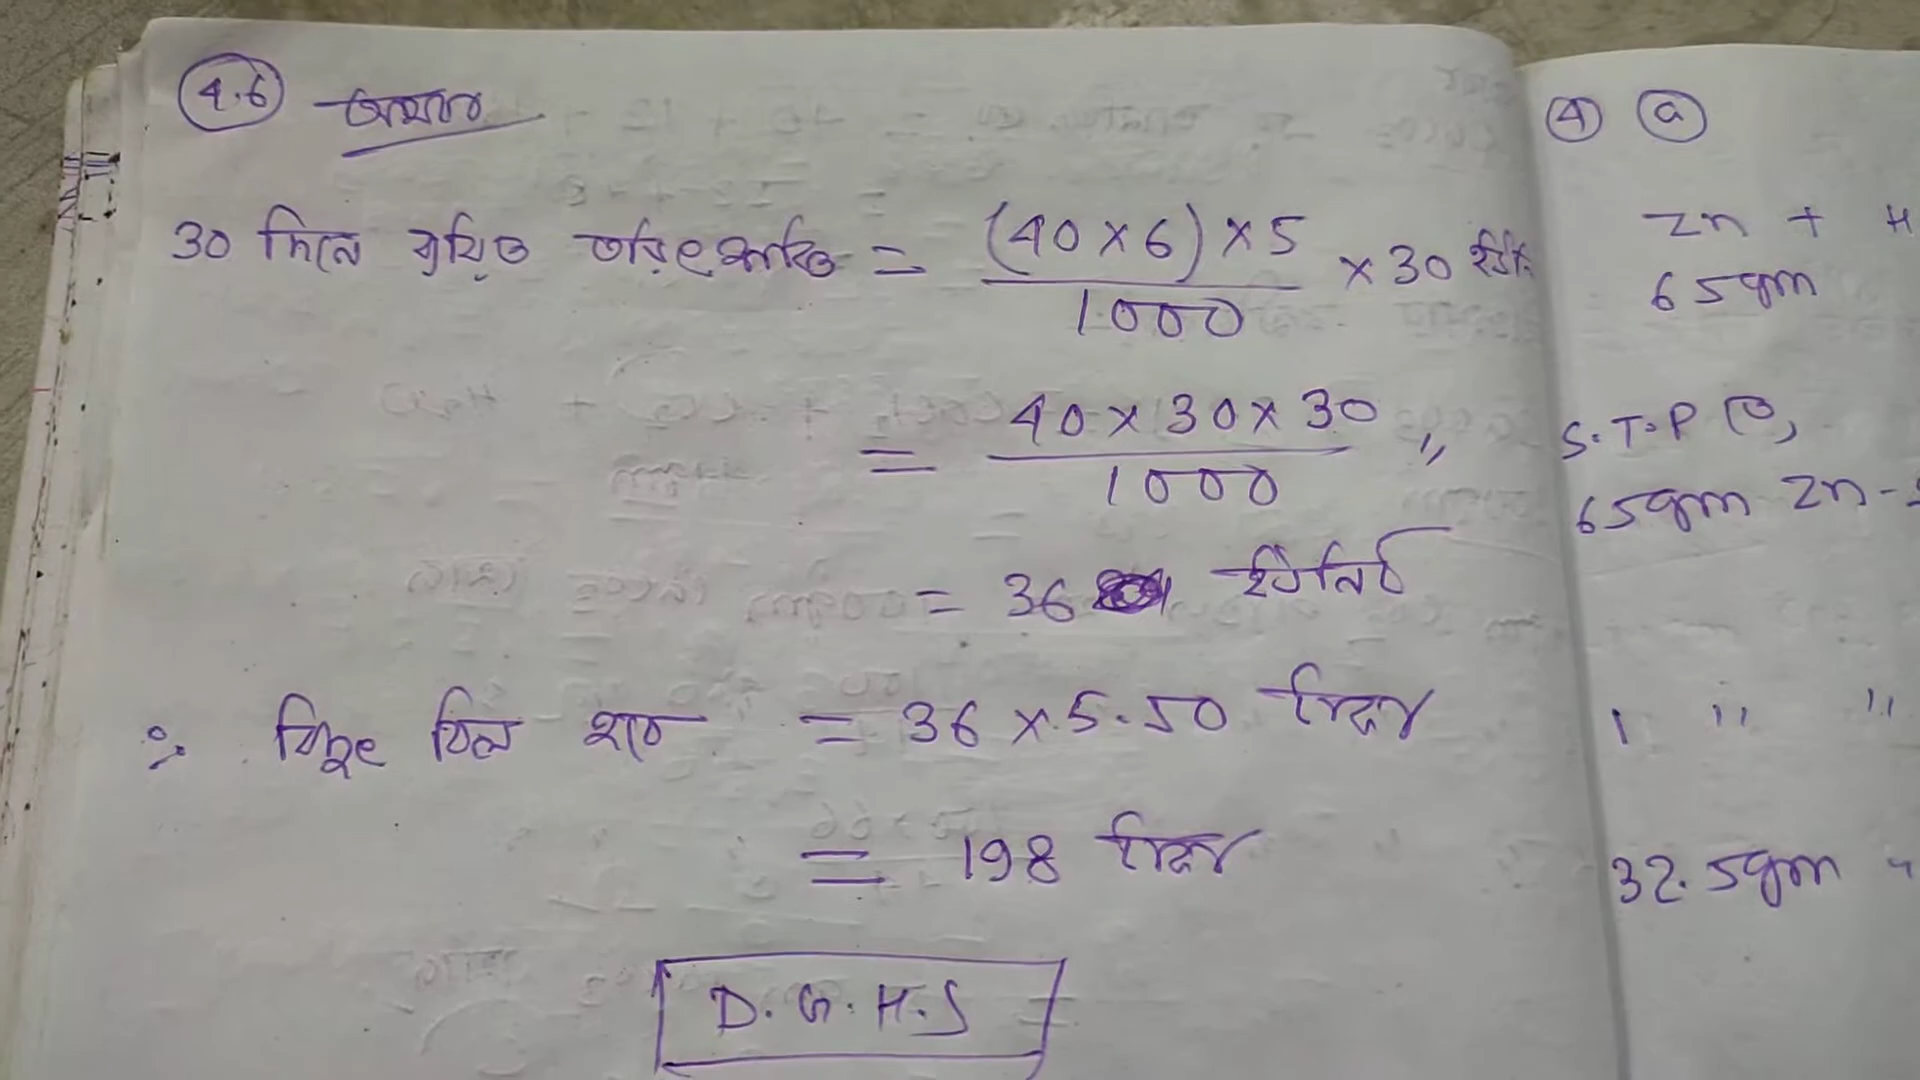 4.6 অথবা
30 দিনে ব্যয়িত তড়িৎশক্তি = (40 × 6) × 5 / 1000 × 30 ইউনিট
= 40 × 30 × 30 / 1000 ,,
= 36 ইউনিট
∴ বিদ্যুৎ বিল হবে = 36 × 5.50 টাকা
= 198 টাকা
D.G.H.S
4 a
Zn + H
65gm
S.T.P তে,
65gm Zn -
1 " "
32.5gm "